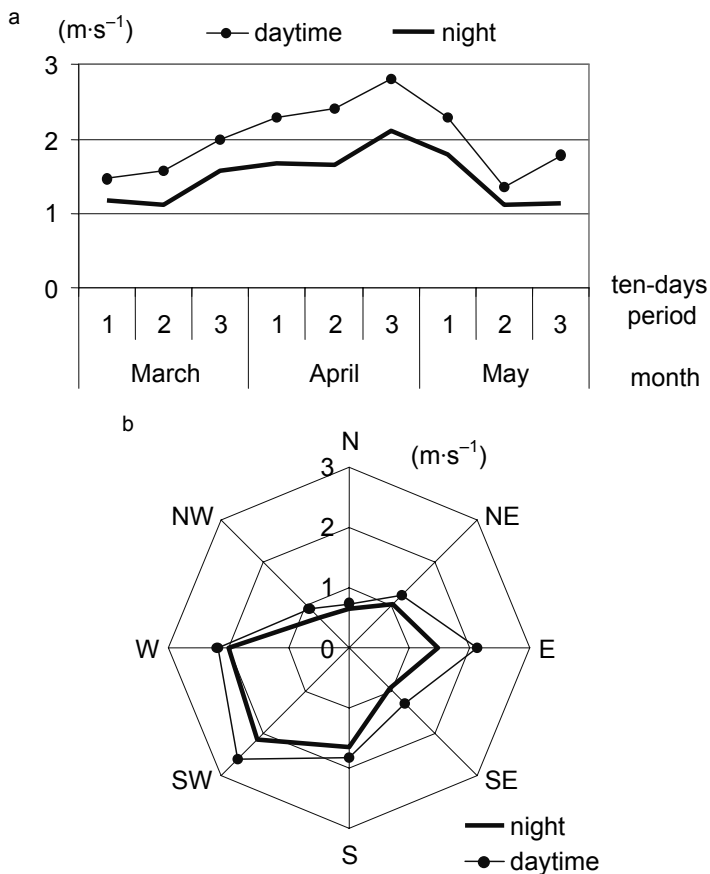 a
(m·s–1) daytime night
3
2
1
0
ten-days
1 2 3 1 2 3 1 2 3 period
March April May month
b
N
3 (m·s–1)
NW NE
2
1
W 0 E
SW SE
night
S daytime